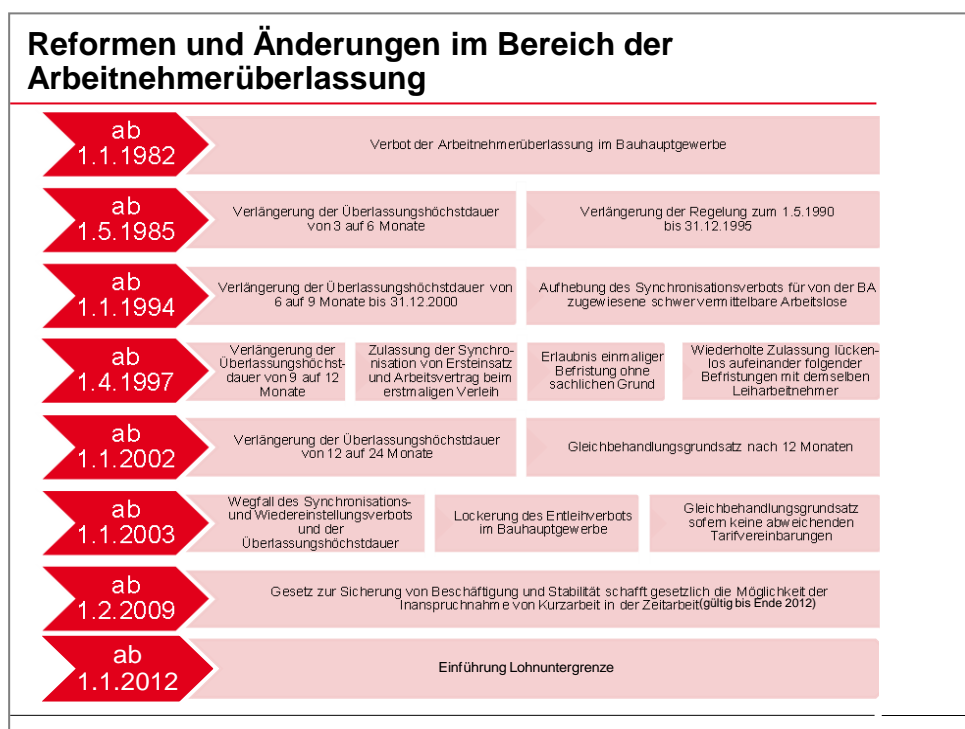 Reformen und Änderungen im Bereich der
Arbeitnehmerüberlassung
ab
1.1.1982
Verbot der Arbeitnehmerüberlassung im Bauhauptgewerbe
ab
1.5.1985
Verlängerung der Überlassungshöchstdauer
von 3 auf 6 Monate
Verlängerung der Regelung zum 1.5.1990
bis 31.12.1995
ab
1.1.1994
Verlängerung der Überlassungshöchstdauer von
6 auf 9 Monate bis 31.12.2000
Aufhebung des Synchronisationsverbots für von der BA
zugewiesene schwervermittelbare Arbeitslose
ab
1.4.1997
Verlängerung der
Überlassungshöchst-
dauer von 9 auf 12
Monate
Zulassung der Synchro-
nisation von Ersteinsatz
und Arbeitsvertrag beim
erstmaligen Verleih
Erlaubnis einmaliger
Befristung ohne
sachlichen Grund
Wiederholte Zulassung lücken-
los aufeinander folgender
Befristungen mit demselben
Leiharbeitnehmer
ab
1.1.2002
Verlängerung der Überlassungshöchstdauer
von 12 auf 24 Monate
Gleichbehandlungsgrundsatz nach 12 Monaten
ab
1.1.2003
Wegfall des Synchronisations-
und Wiedereinstellungsverbots
und der
Überlassungshöchstdauer
Lockerung des Entleihverbots
im Bauhauptgewerbe
Gleichbehandlungsgrundsatz
sofern keine abweichenden
Tarifvereinbarungen
ab
1.2.2009
Gesetz zur Sicherung von Beschäftigung und Stabilität schafft gesetzlich die Möglichkeit der
Inanspruchnahme von Kurzarbeit in der Zeitarbeit(gültig bis Ende 2012)
ab
1.1.2012
Einführung Lohnuntergrenze